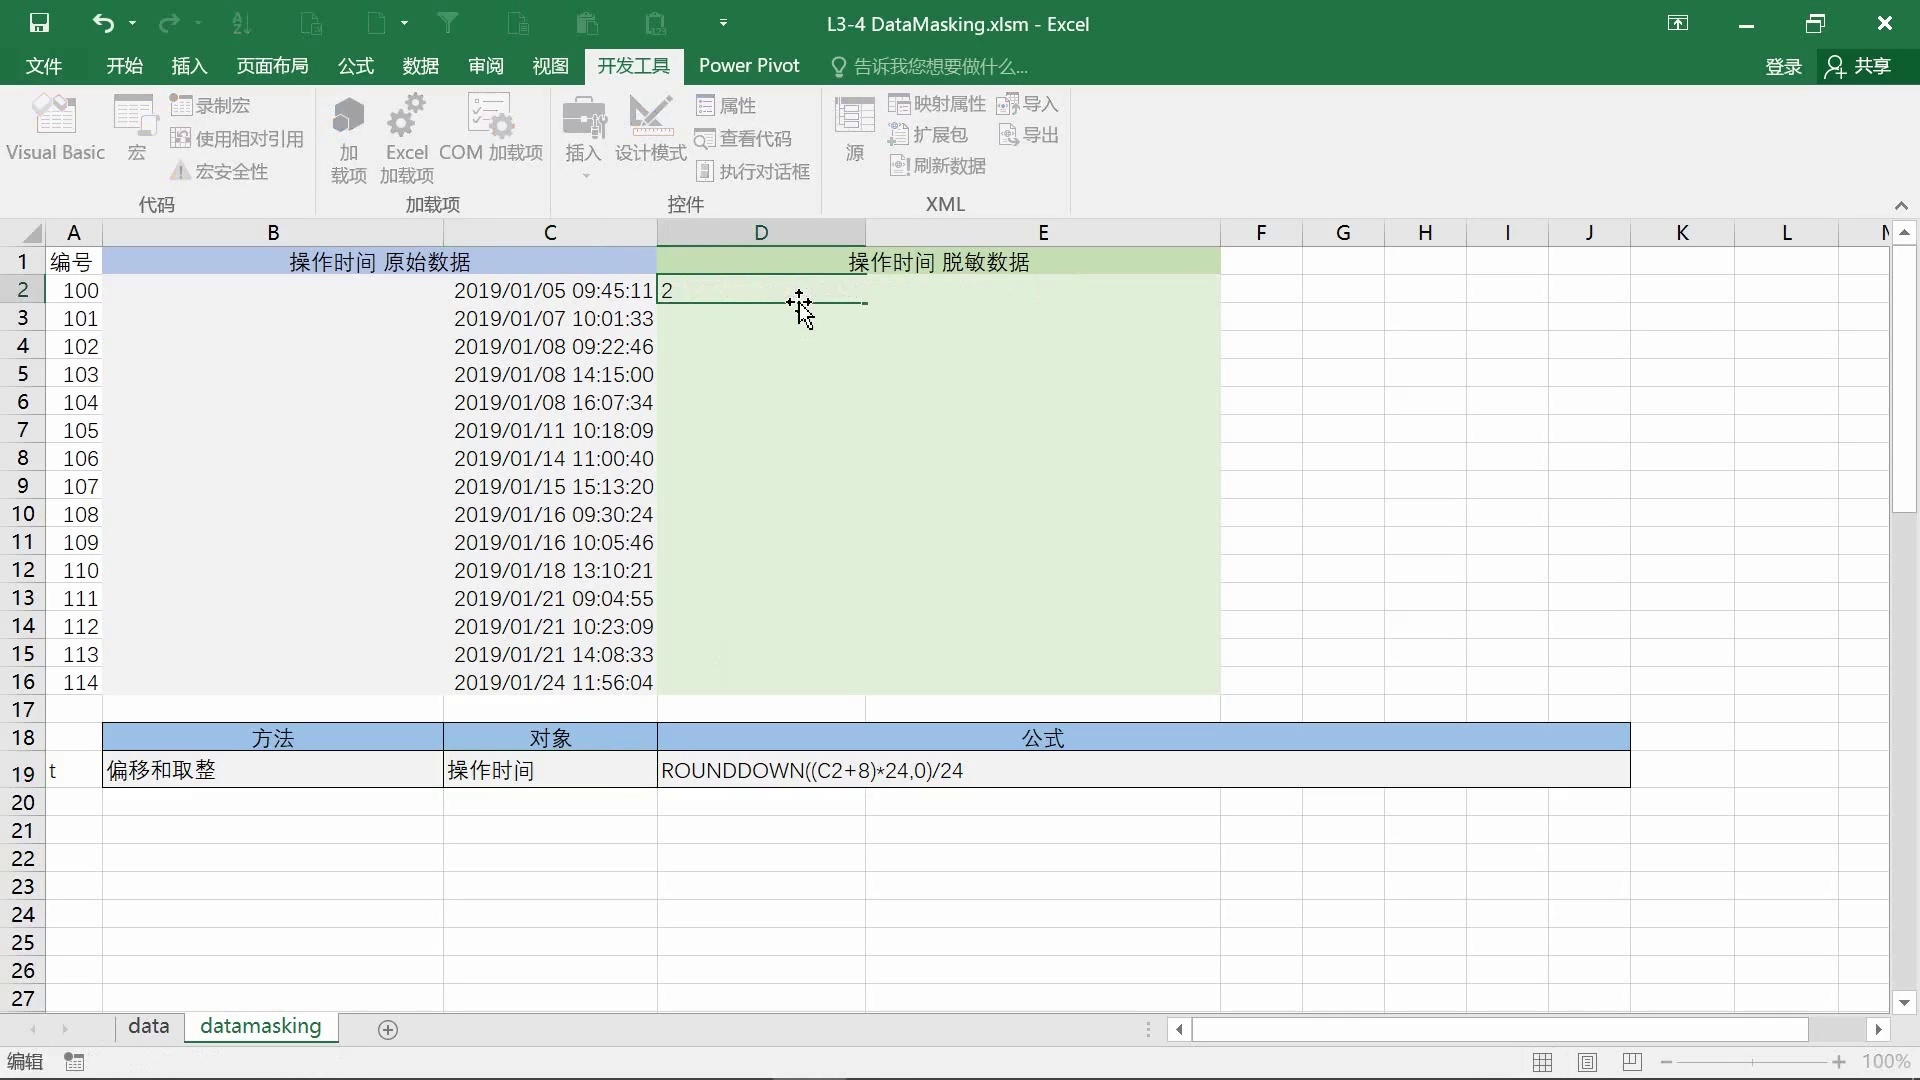 L3-4 DataMasking.xlsm - Excel
文件 开始 插入 页面布局 公式 数据 审阅 视图 开发工具 Power Pivot 告诉我您想要做什么... 登录 共享
Visual Basic 宏 录制宏 使用相对引用 宏安全性
加载项 Excel 加载项 COM 加载项
插入 设计模式 属性 查看代码 执行对话框
源 映射属性 扩展包 刷新数据 导入 导出
代码 加载项 控件 XML
A B C D E F G H I J K L
1 编号 操作时间 原始数据 操作时间 脱敏数据
2 100 2019/01/05 09:45:11 2
3 101 2019/01/07 10:01:33
4 102 2019/01/08 09:22:46
5 103 2019/01/08 14:15:00
6 104 2019/01/08 16:07:34
7 105 2019/01/11 10:18:09
8 106 2019/01/14 11:00:40
9 107 2019/01/15 15:13:20
10 108 2019/01/16 09:30:24
11 109 2019/01/16 10:05:46
12 110 2019/01/18 13:10:21
13 111 2019/01/21 09:04:55
14 112 2019/01/21 10:23:09
15 113 2019/01/21 14:08:33
16 114 2019/01/24 11:56:04
17
18 方法 对象 公式
19 t 偏移和取整 操作时间 ROUNDDOWN((C2+8)*24,0)/24
20
21
22
23
24
25
26
27
data datamasking
编辑 100%